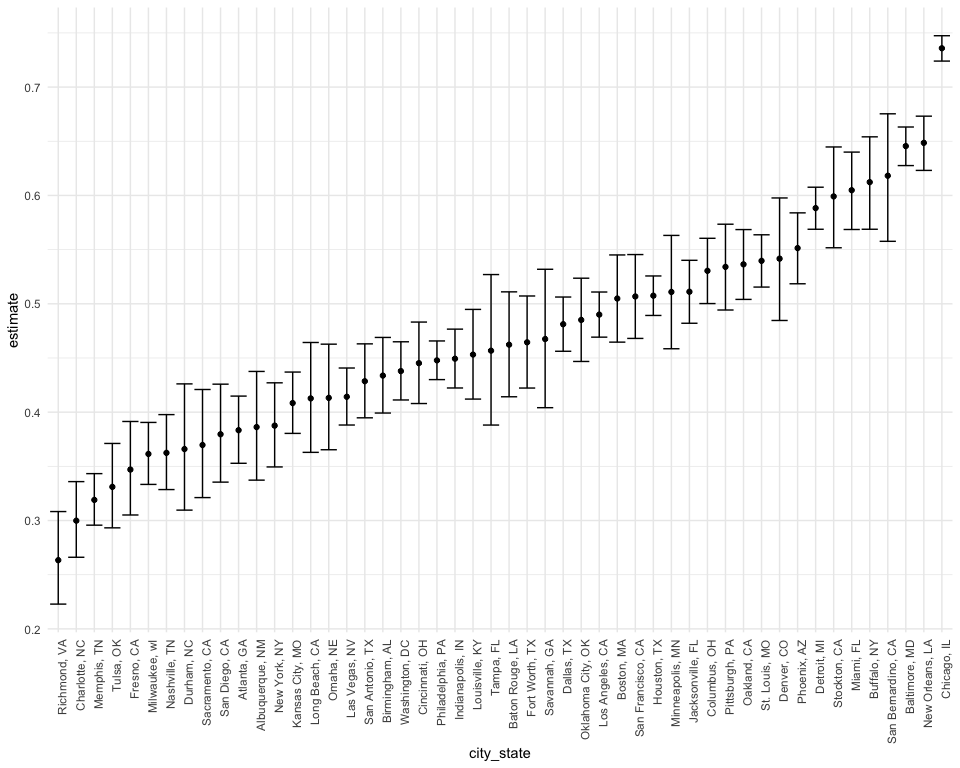 estimate
0.7
0.6
0.5
0.4
0.3
0.2
Richmond, VA
Charlotte, NC
Memphis, TN
Tulsa, OK
Fresno, CA
Milwaukee, wI
Nashville, TN
Durham, NC
Sacramento, CA
San Diego, CA
Atlanta, GA
Albuquerque, NM
New York, NY
Kansas City, MO
Long Beach, CA
Omaha, NE
Las Vegas, NV
San Antonio, TX
Birmingham, AL
Washington, DC
Cincinnati, OH
Philadelphia, PA
Indianapolis, IN
Louisville, KY
Tampa, FL
Baton Rouge, LA
Fort Worth, TX
Savannah, GA
Dallas, TX
Oklahoma City, OK
Los Angeles, CA
Boston, MA
San Francisco, CA
Houston, TX
Minneapolis, MN
Jacksonville, FL
Columbus, OH
Pittsburgh, PA
Oakland, CA
St. Louis, MO
Denver, CO
Phoenix, AZ
Detroit, MI
Stockton, CA
Miami, FL
Buffalo, NY
San Bernardino, CA
Baltimore, MD
New Orleans, LA
Chicago, IL
city_state